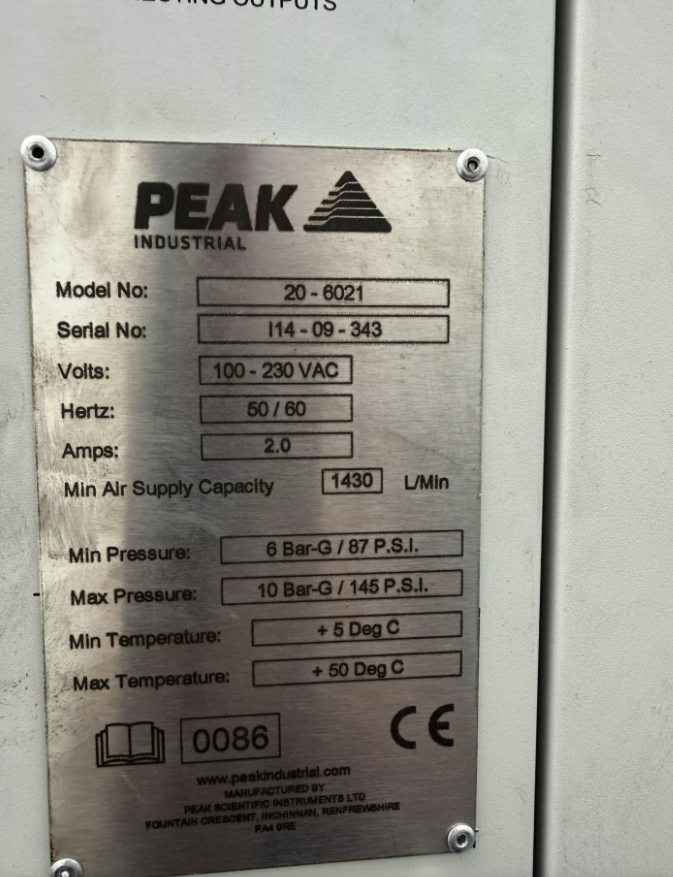 OUTPUTS
PEAK
INDUSTRIAL
Model No: 20 - 6021
Serial No: I14 - 09 - 343
Volts: 100 - 230 VAC
Hertz: 50 / 60
Amps: 2.0
Min Air Supply Capacity 1430 L/Min
Min Pressure: 6 Bar-G / 87 P.S.I.
Max Pressure: 10 Bar-G / 145 P.S.I.
Min Temperature: + 5 Deg C
Max Temperature: + 50 Deg C
0086 CE
www.peakindustrial.com
MANUFACTURED BY
PEAK SCIENTIFIC INSTRUMENTS LTD
FOUNTAIN CRESCENT, INCHINNAN, RENFREWSHIRE
PA4 9RE